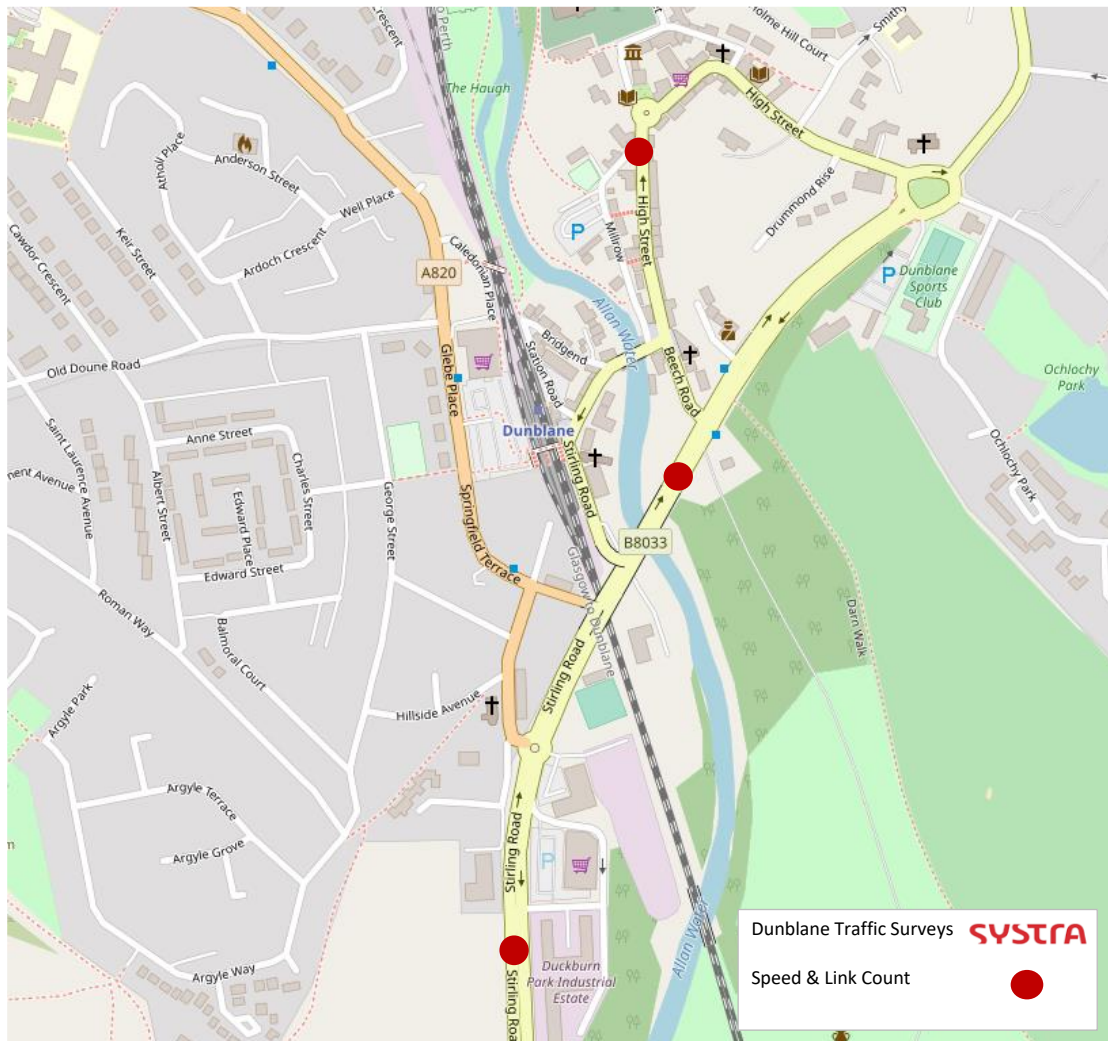 Crescent
to Perth
The Haugh
Holme Hill Court
Smithy
High Street
Atholl Place
Anderson Street
Well Place
Ardoch Crescent
Keir Street
Cawdor Crescent
Caledonian Place
A820
Millrow
High Street
Drummond Rise
P
P
Dunblane
Sports
Club
Allan Water
Old Doune Road
Glebe Place
Bridgend
Station Road
Beech Road
Ochlochy
Park
Dunblane
Anne Street
Saint Laurence Avenue
Albert Street
Charles Street
Edward Place
Edward Street
George Street
Springfield Terrace
Stirling Road
B8033
Ochlochy Park
Glasgow to Dunblane
Darn Walk
Roman Way
Balmoral Court
Stirling Road
Hillside Avenue
Argyle Park
Argyle Terrace
Argyle Grove
Stirling Road
P
Argyle Way
Stirling Road
Duckburn
Park Industrial
Estate
Allan Water
Dunblane Traffic Surveys SYSTRA
Speed & Link Count